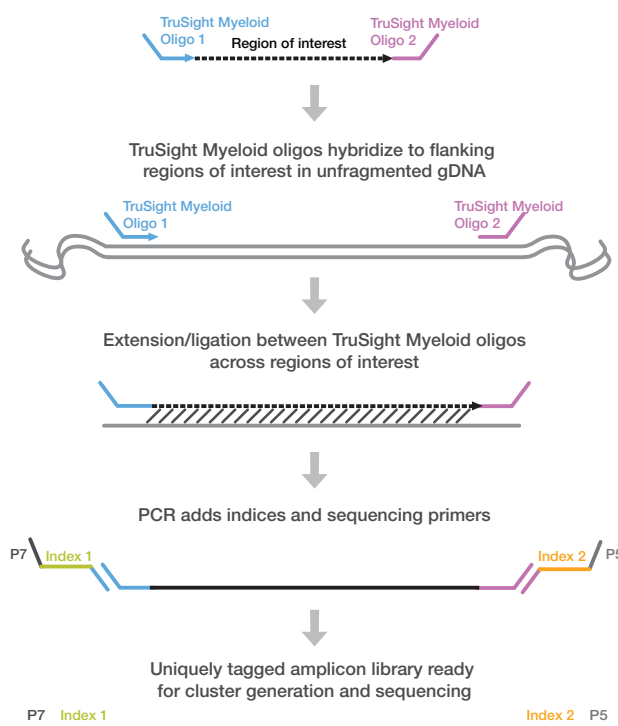 TruSight Myeloid
Oligo 1
Region of interest
TruSight Myeloid
Oligo 2
TruSight Myeloid oligos hybridize to flanking
regions of interest in unfragmented gDNA
TruSight Myeloid
Oligo 1
TruSight Myeloid
Oligo 2
Extension/ligation between TruSight Myeloid oligos
across regions of interest
PCR adds indices and sequencing primers
P7 Index 1 Index 2 P5
Uniquely tagged amplicon library ready
for cluster generation and sequencing
P7 Index 1 Index 2 P5